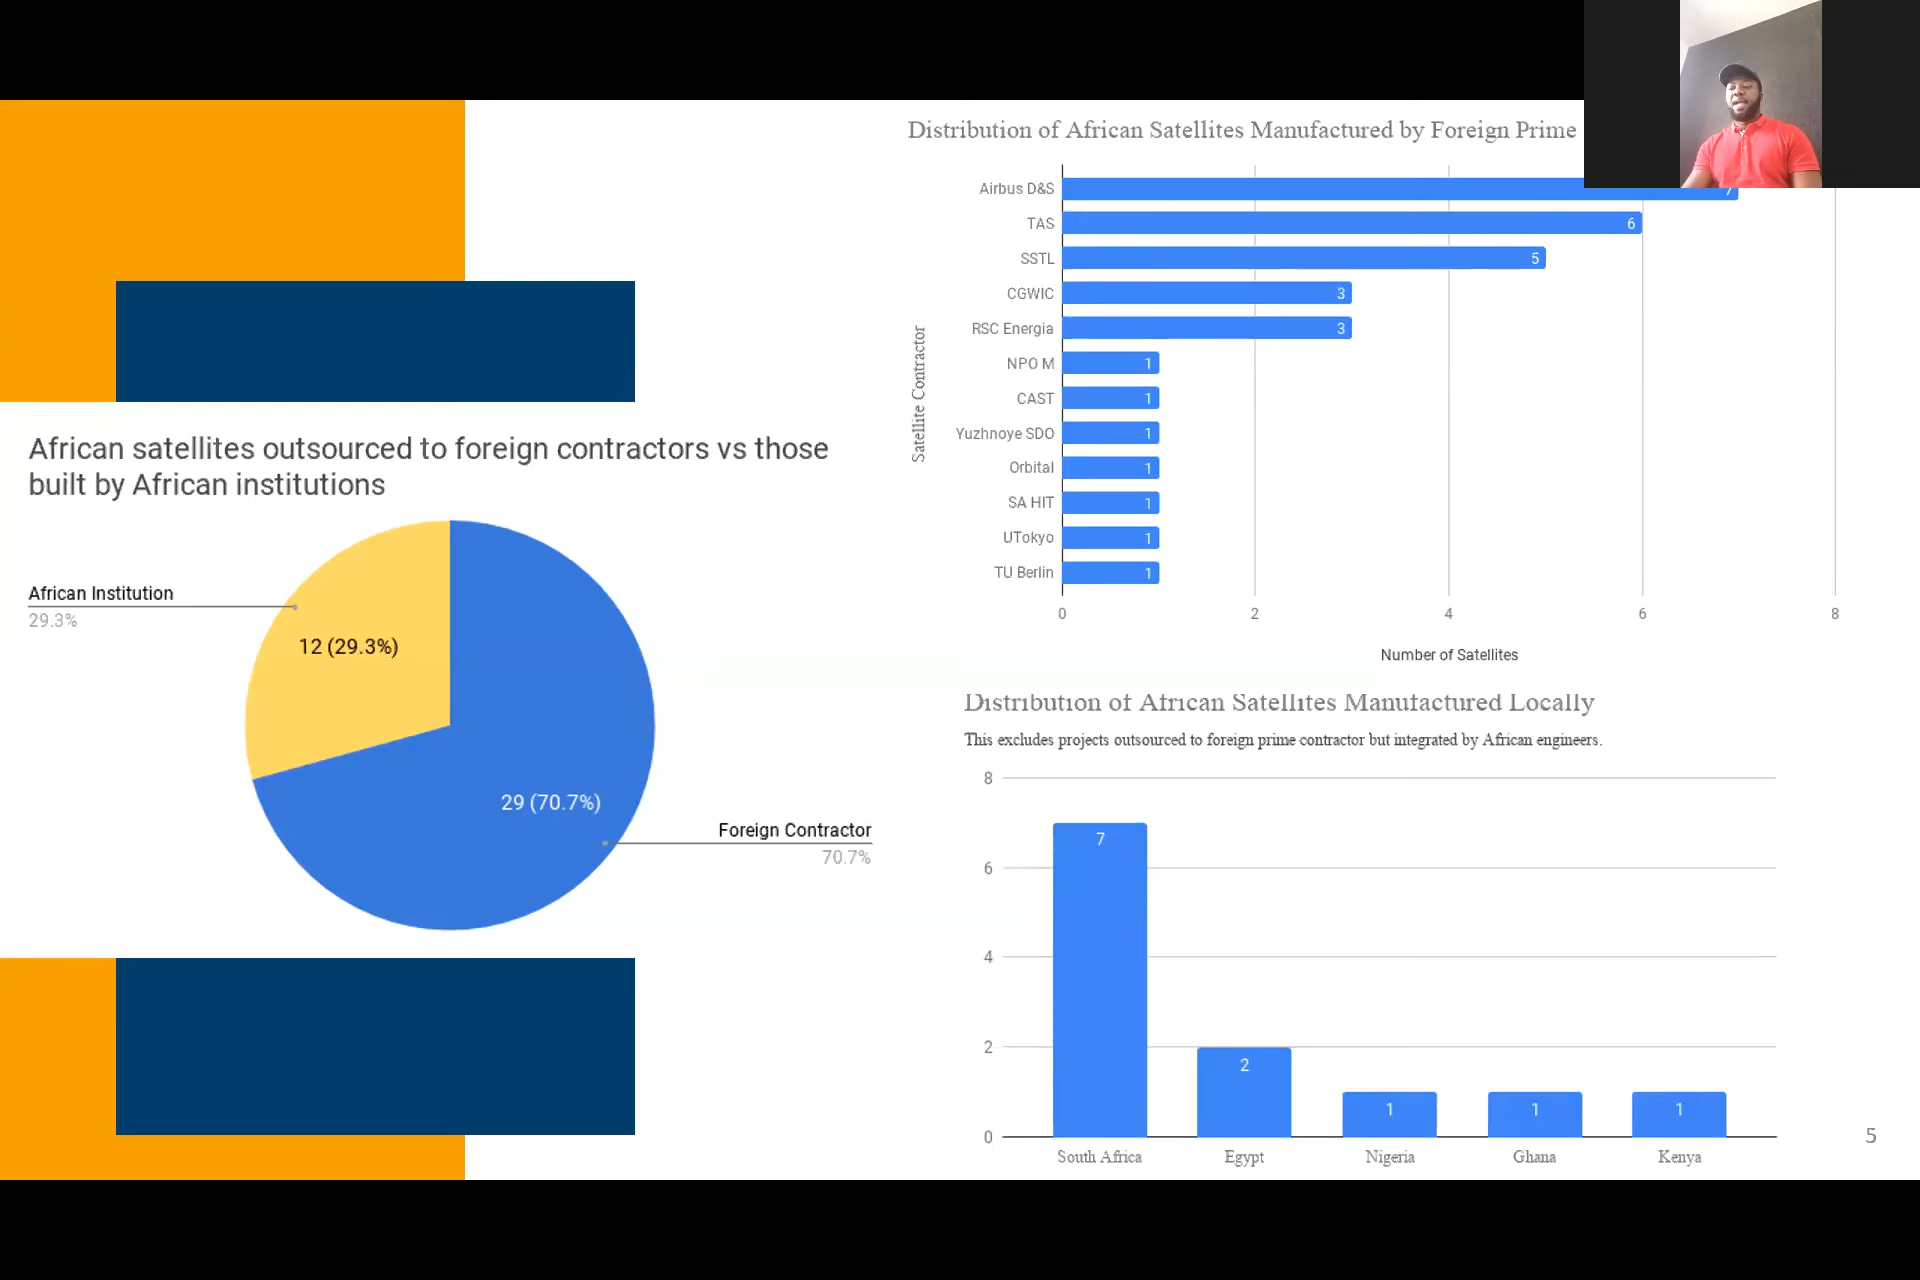 Distribution of African Satellites Manufactured by Foreign Prime
Satellite Contractor
Airbus D&S
7
TAS
6
SSTL
5
CGWIC
3
RSC Energia
3
NPO M
1
CAST
1
Yuzhnoye SDO
1
Orbital
1
SA HIT
1
UTokyo
1
TU Berlin
1
0 2 4 6 8
Number of Satellites
African satellites outsourced to foreign contractors vs those
built by African institutions
African Institution
29.3%
12 (29.3%)
29 (70.7%)
Foreign Contractor
70.7%
Distribution of African Satellites Manufactured Locally
This excludes projects outsourced to foreign prime contractor but integrated by African engineers.
8
6
4
2
0
7
2
1
1
1
South Africa Egypt Nigeria Ghana Kenya
5